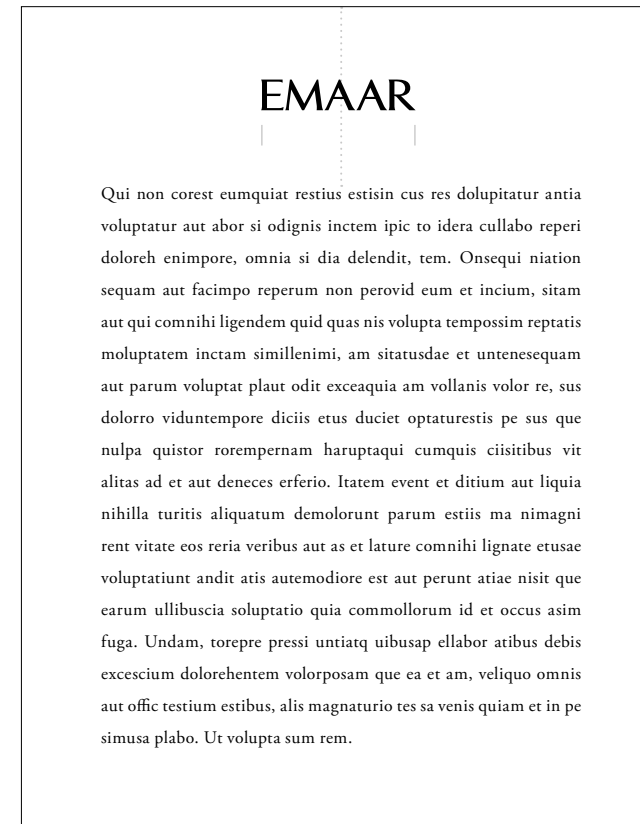 EMAAR
Qui non corest eumquiat restius estisin cus res dolupitatur antia
voluptatur aut abor si odignis inctem ipic to idera cullabo reperi
doloreh enimpore, omnia si dia delendit, tem. Onsequi niation
sequam aut facimpo reperum non perovid eum et incium, sitam
aut qui comnihi ligendem quid quas nis volupta tempossim reptatis
moluptatem inctam simillenimi, am sitatusdae et untenesequam
aut parum voluptat plaut odit exceaquia am vollanis volor re, sus
dolorro viduntempore diciis etus duciet optaturestis pe sus que
nulpa quistor rorempernam haruptaqui cumquis ciisitibus vit
alitas ad et aut deneces erferio. Itatem event et ditium aut liquia
nihilla turitis aliquatum demolorunt parum estiis ma nimagni
rent vitate eos reria veribus aut as et lature comnihi lignate etusae
voluptatiunt andit atis autemodiore est aut perunt atiae nisit que
earum ullibuscia soluptatio quia commollorum id et occus asim
fuga. Undam, torepre pressi untiatq uibusap ellabor atibus debis
excescium dolorehentem volorposam que ea et am, veliquo omnis
aut offic testium estibus, alis magnaturio tes sa venis quiam et in pe
simusa plabo. Ut volupta sum rem.